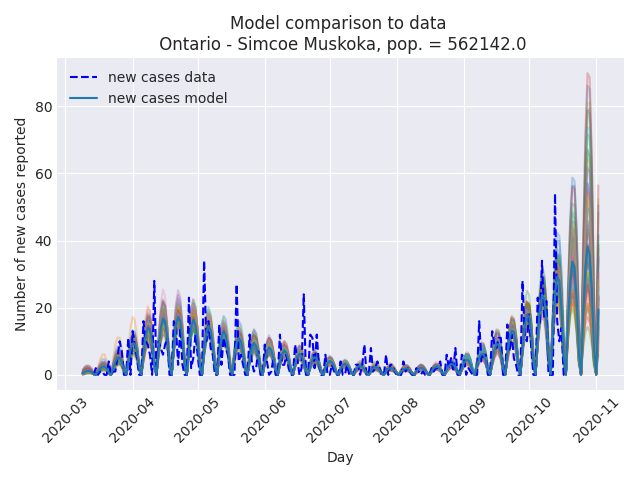 Model comparison to data
Ontario - Simcoe Muskoka, pop. = 562142.0
new cases data
new cases model
Number of new cases reported
80
60
40
20
0
2020-03
2020-04
2020-05
2020-06
2020-07
2020-08
2020-09
2020-10
2020-11
Day